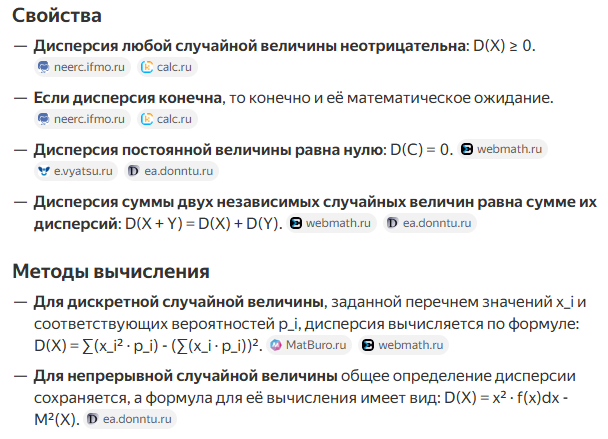 Свойства
— Дисперсия любой случайной величины неотрицательна: D(X) ≥ 0.
neerc.ifmo.ru calc.ru
— Если дисперсия конечна, то конечно и её математическое ожидание.
neerc.ifmo.ru calc.ru
— Дисперсия постоянной величины равна нулю: D(C) = 0. webmath.ru
e.vyatsu.ru ea.donntu.ru
— Дисперсия суммы двух независимых случайных величин равна сумме их
дисперсий: D(X + Y) = D(X) + D(Y). webmath.ru ea.donntu.ru
Методы вычисления
— Для дискретной случайной величины, заданной перечнем значений x_i и
соответствующих вероятностей p_i, дисперсия вычисляется по формуле:
D(X) = ∑(x_i² · p_i) - (∑(x_i · p_i))². MatBuro.ru webmath.ru
— Для непрерывной случайной величины общее определение дисперсии
сохраняется, а формула для её вычисления имеет вид: D(X) = x² · f(x)dx -
M²(X). ea.donntu.ru